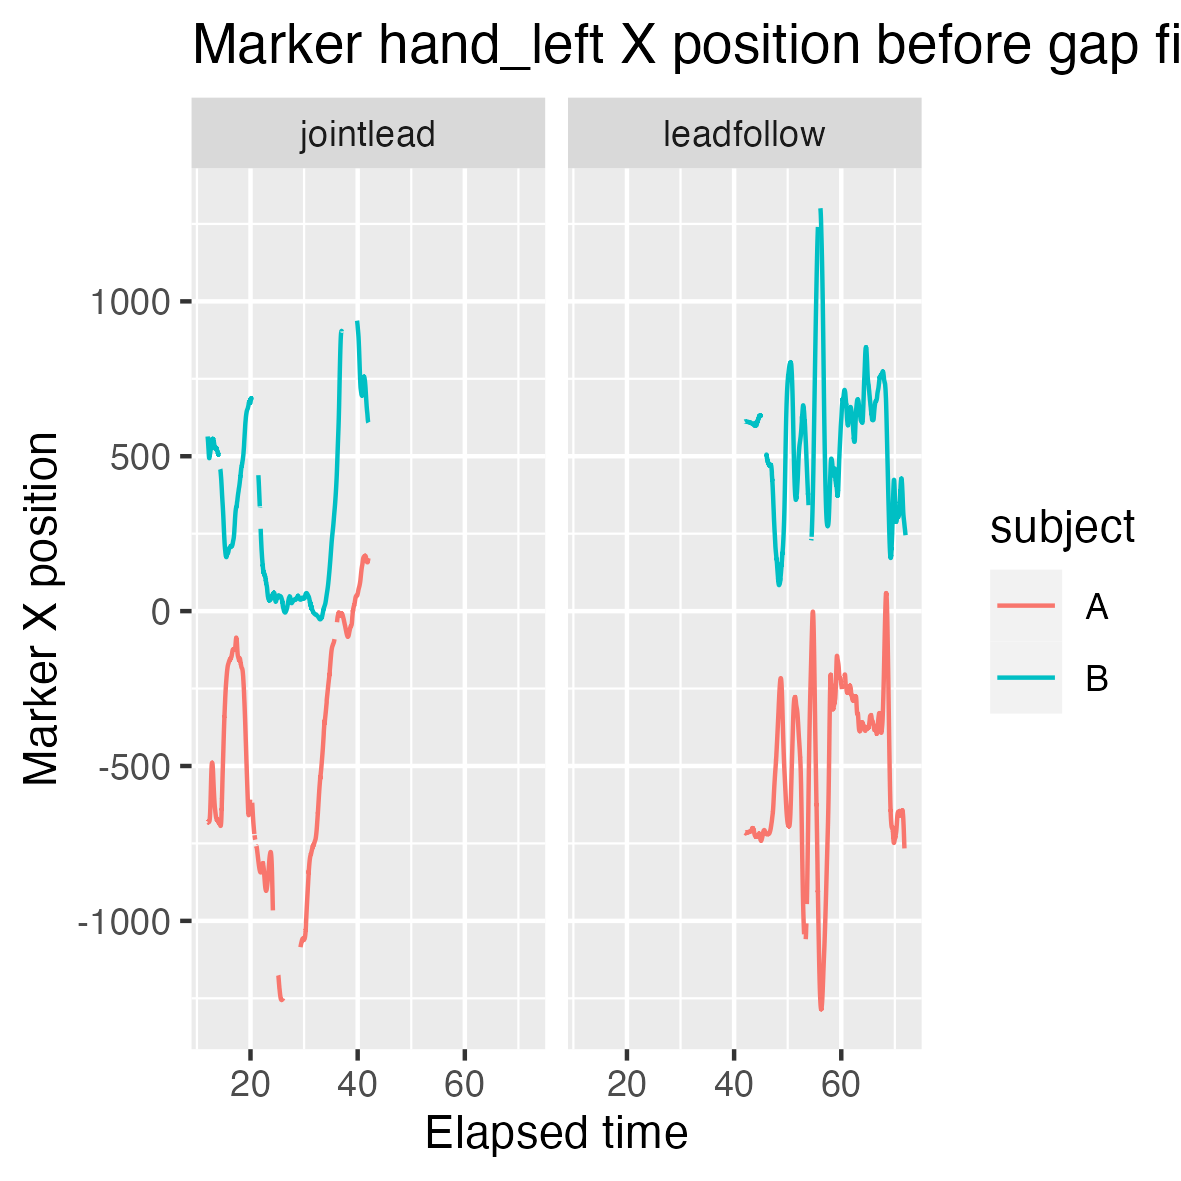 Marker hand_left X position before gap fi
jointlead
leadfollow
1000
500
0
-500
-1000
Marker X position
20
40
60
20
40
60
Elapsed time
subject
A
B